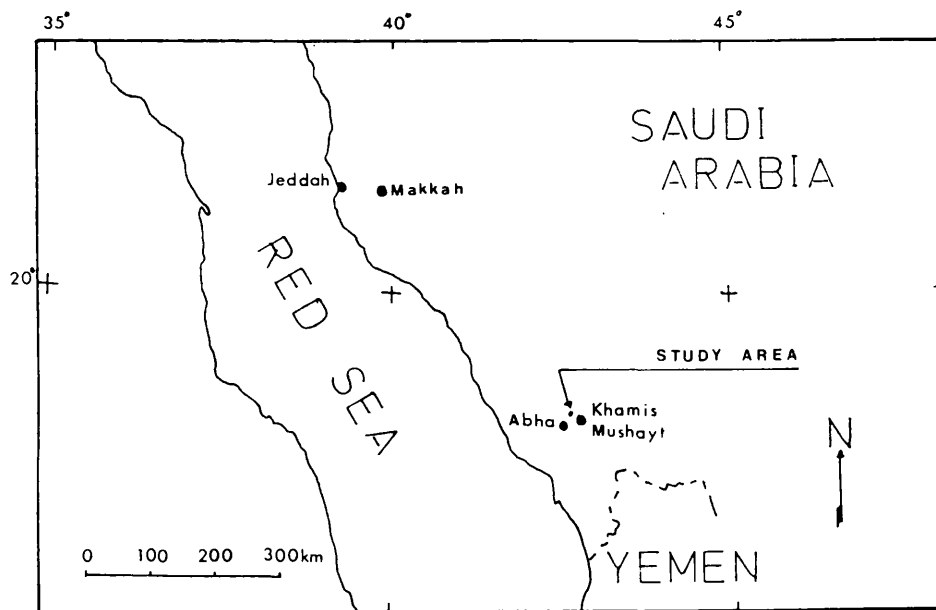 35° 40° 45°
SAUDI
ARABIA
Jeddah Makkah
RED SEA
20°
STUDY AREA
Abha Khamis
Mushayt
N
0 100 200 300km
YEMEN